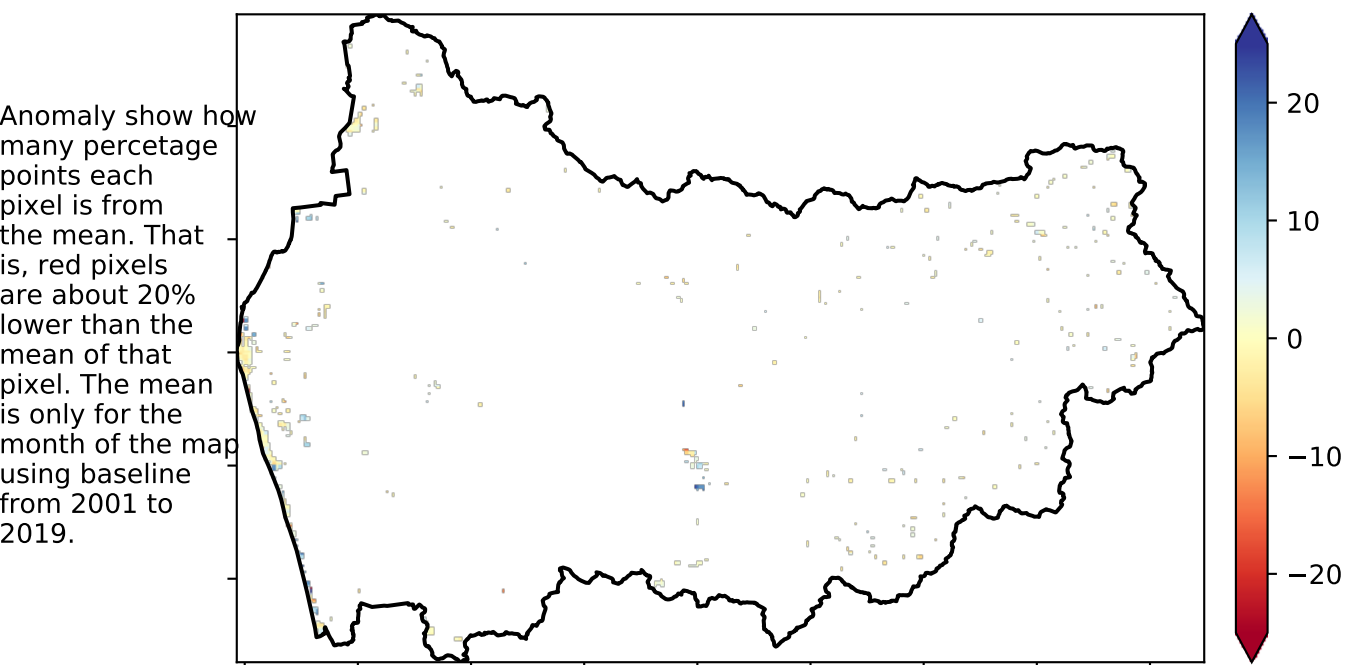 Anomaly show how
many percetage
points each
pixel is from
the mean. That
is, red pixels
are about 20%
lower than the
mean of that
pixel. The mean
is only for the
month of the map
using baseline
from 2001 to
2019.
20
10
0
−10
−20